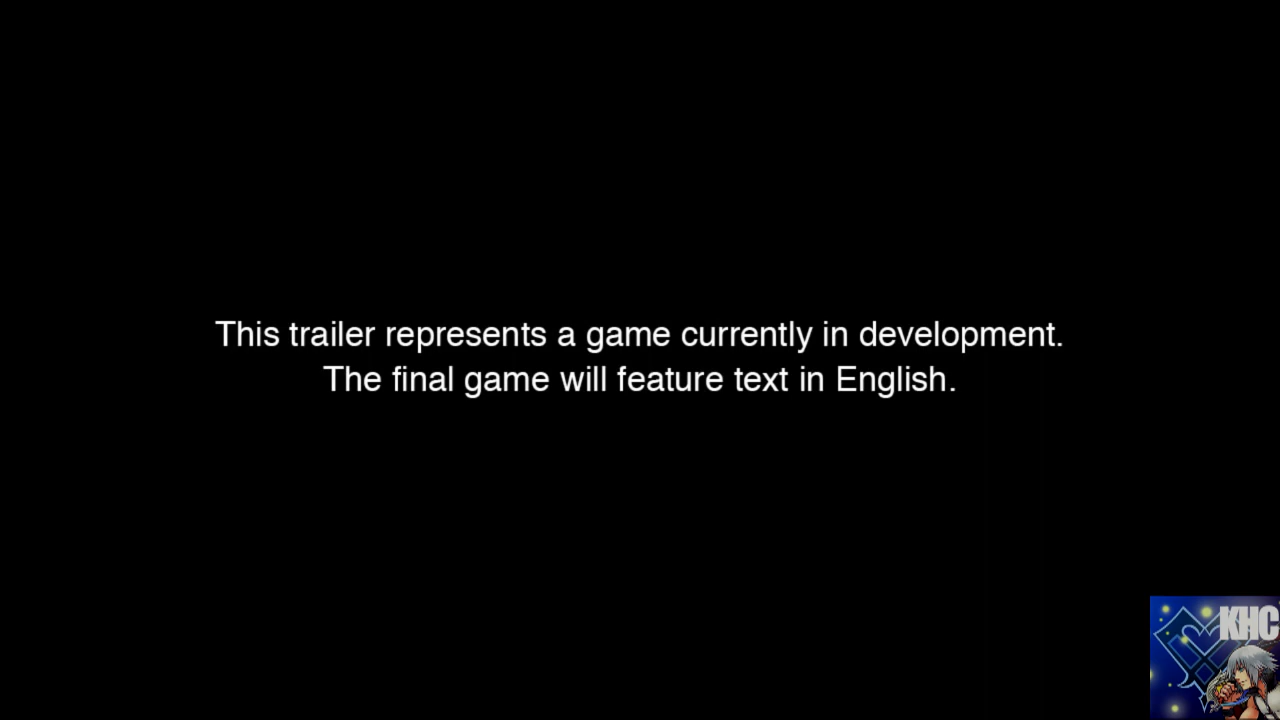 This trailer represents a game currently in development.
The final game will feature text in English.
KHC